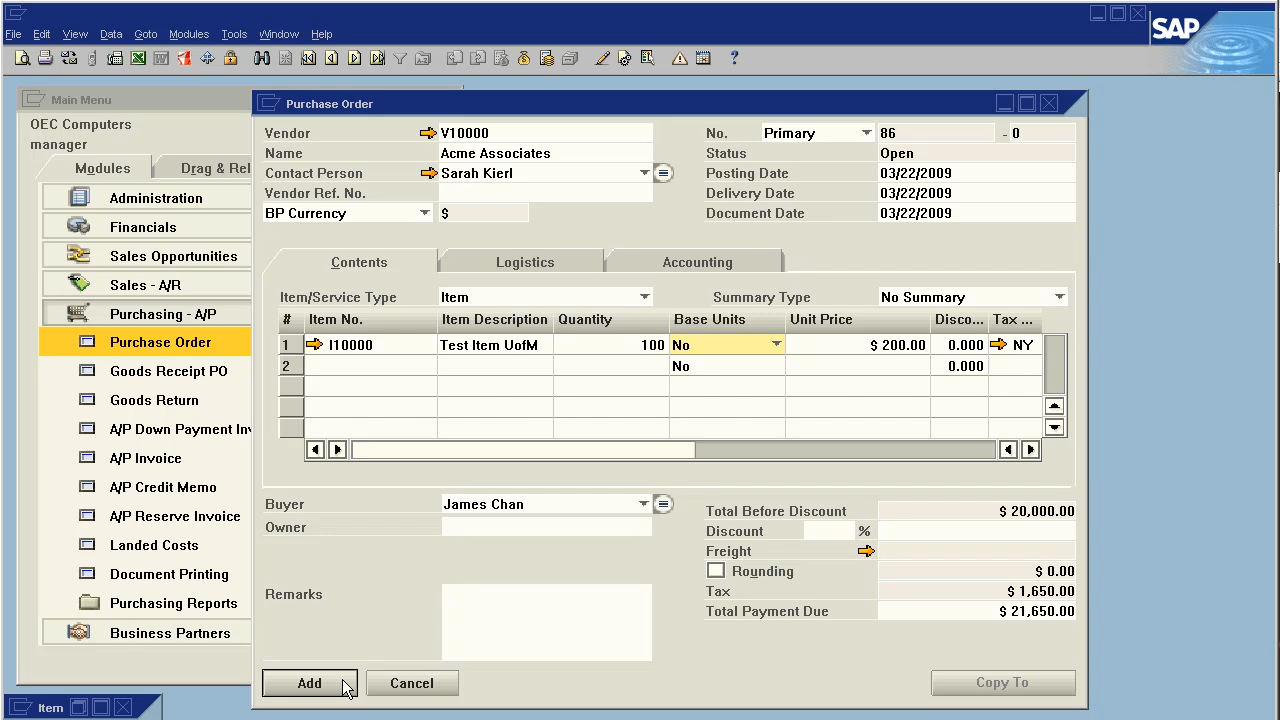 SAP
File Edit View Data Goto Modules Tools Window Help
Main Menu
OEC Computers
manager
Modules Drag & Rel
Administration
Financials
Sales Opportunities
Sales - A/R
Purchasing - A/P
Purchase Order
Goods Receipt PO
Goods Return
A/P Down Payment Inv
A/P Invoice
A/P Credit Memo
A/P Reserve Invoice
Landed Costs
Document Printing
Purchasing Reports
Business Partners
Item
Purchase Order
Vendor V10000 No. Primary 86 - 0
Name Acme Associates Status Open
Contact Person Sarah Kierl Posting Date 03/22/2009
Vendor Ref. No. Delivery Date 03/22/2009
BP Currency $ Document Date 03/22/2009
Contents Logistics Accounting
Item/Service Type Item Summary Type No Summary
# Item No. Item Description Quantity Base Units Unit Price Disco... Tax ...
1 I10000 Test Item UofM 100 No $ 200.00 0.000 NY
2 No 0.000
Buyer James Chan Total Before Discount $ 20,000.00
Owner Discount %
Freight
Rounding $ 0.00
Remarks Tax $ 1,650.00
Total Payment Due $ 21,650.00
Add Cancel Copy To